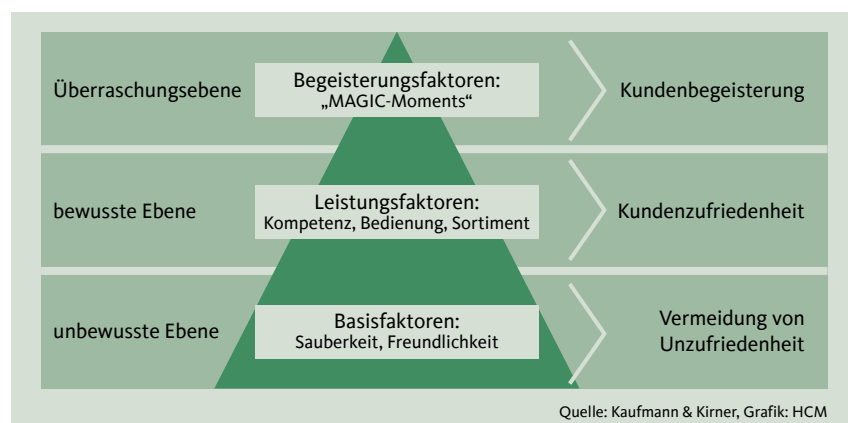 Überraschungsebene
Begeisterungsfaktoren:
„MAGIC-Moments“
Kundenbegeisterung
bewusste Ebene
Leistungsfaktoren:
Kompetenz, Bedienung, Sortiment
Kundenzufriedenheit
unbewusste Ebene
Basisfaktoren:
Sauberkeit, Freundlichkeit
Vermeidung von
Unzufriedenheit
Quelle: Kaufmann & Kirner, Grafik: HCM